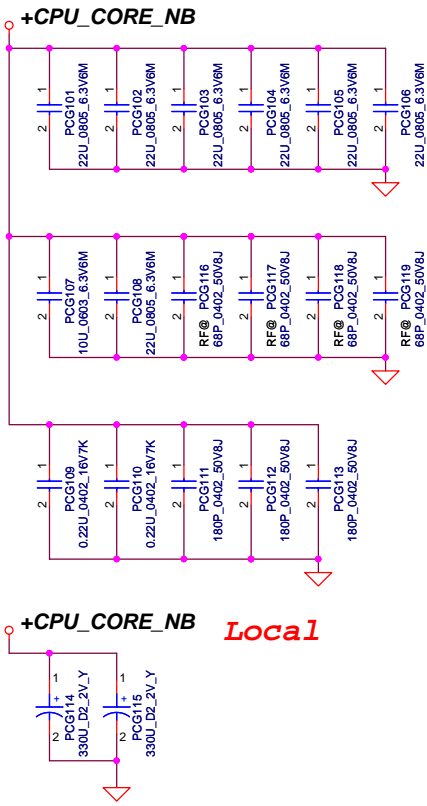 +CPU_CORE_NB
1
2
PCG101
22U_0805_6.3V6M
1
2
PCG102
22U_0805_6.3V6M
1
2
PCG103
22U_0805_6.3V6M
1
2
PCG104
22U_0805_6.3V6M
1
2
PCG105
22U_0805_6.3V6M
1
2
PCG106
22U_0805_6.3V6M
1
2
PCG107
10U_0603_6.3V6M
1
2
PCG108
22U_0805_6.3V6M
1
2
RF@ PCG116
68P_0402_50V8J
1
2
RF@ PCG117
68P_0402_50V8J
1
2
RF@ PCG118
68P_0402_50V8J
1
2
RF@ PCG119
68P_0402_50V8J
1
2
PCG109
0.22U_0402_16V7K
1
2
PCG110
0.22U_0402_16V7K
1
2
PCG111
180P_0402_50V8J
1
2
PCG112
180P_0402_50V8J
1
2
PCG113
180P_0402_50V8J
+CPU_CORE_NB
Local
1
+
2
PCG114
330U_D2_2V_Y
1
+
2
PCG115
330U_D2_2V_Y